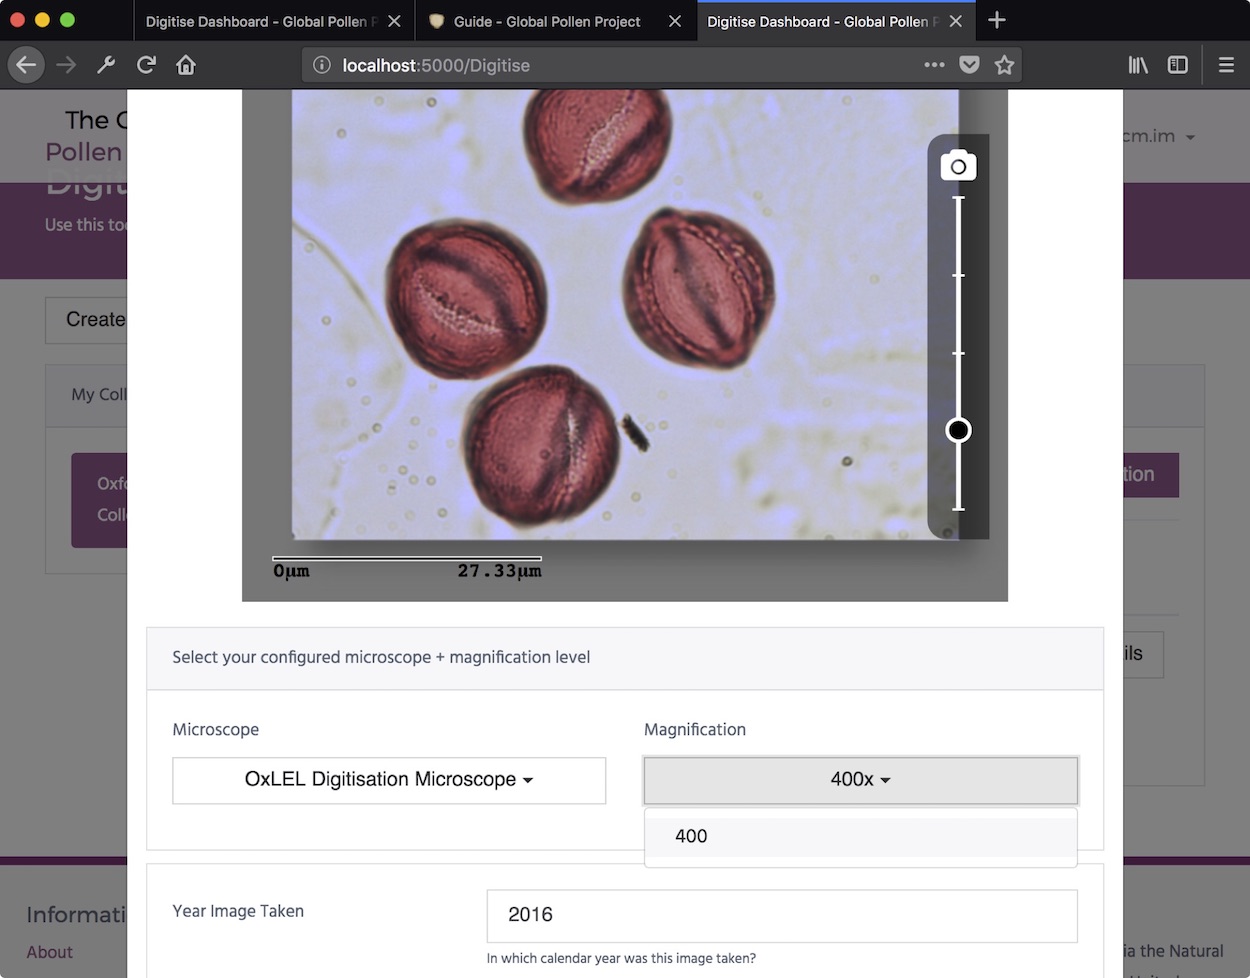 Digitise Dashboard - Global Pollen P
Guide - Global Pollen Project
Digitise Dashboard - Global Pollen P
localhost:5000/Digitise
The G
Pollen
cm.im
Digit
Use this too
Create
My Coll
Oxfo
Colle
tion
ils
0µm 27.33µm
Select your configured microscope + magnification level
Microscope
Magnification
OxLEL Digitisation Microscope
400x
400
Year Image Taken
2016
In which calendar year was this image taken?
Informati
About
ia the Natural